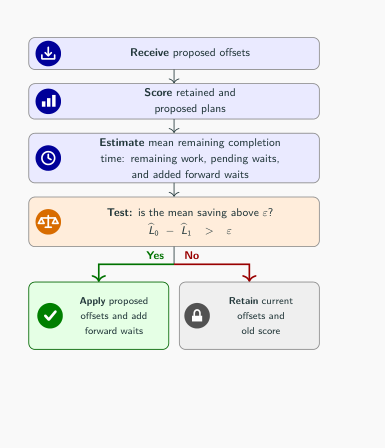 Receive proposed offsets
Score retained and
proposed plans
Estimate mean remaining completion
time: remaining work, pending waits,
and added forward waits
Test: is the mean saving above ε?
L̂₀ − L̂₁ > ε
Yes No
Apply proposed
offsets and add
forward waits
Retain current
offsets and
old score